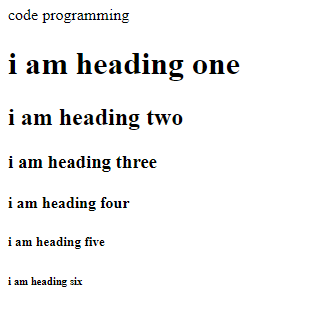 code programming
i am heading one
i am heading two
i am heading three
i am heading four
i am heading five
i am heading six